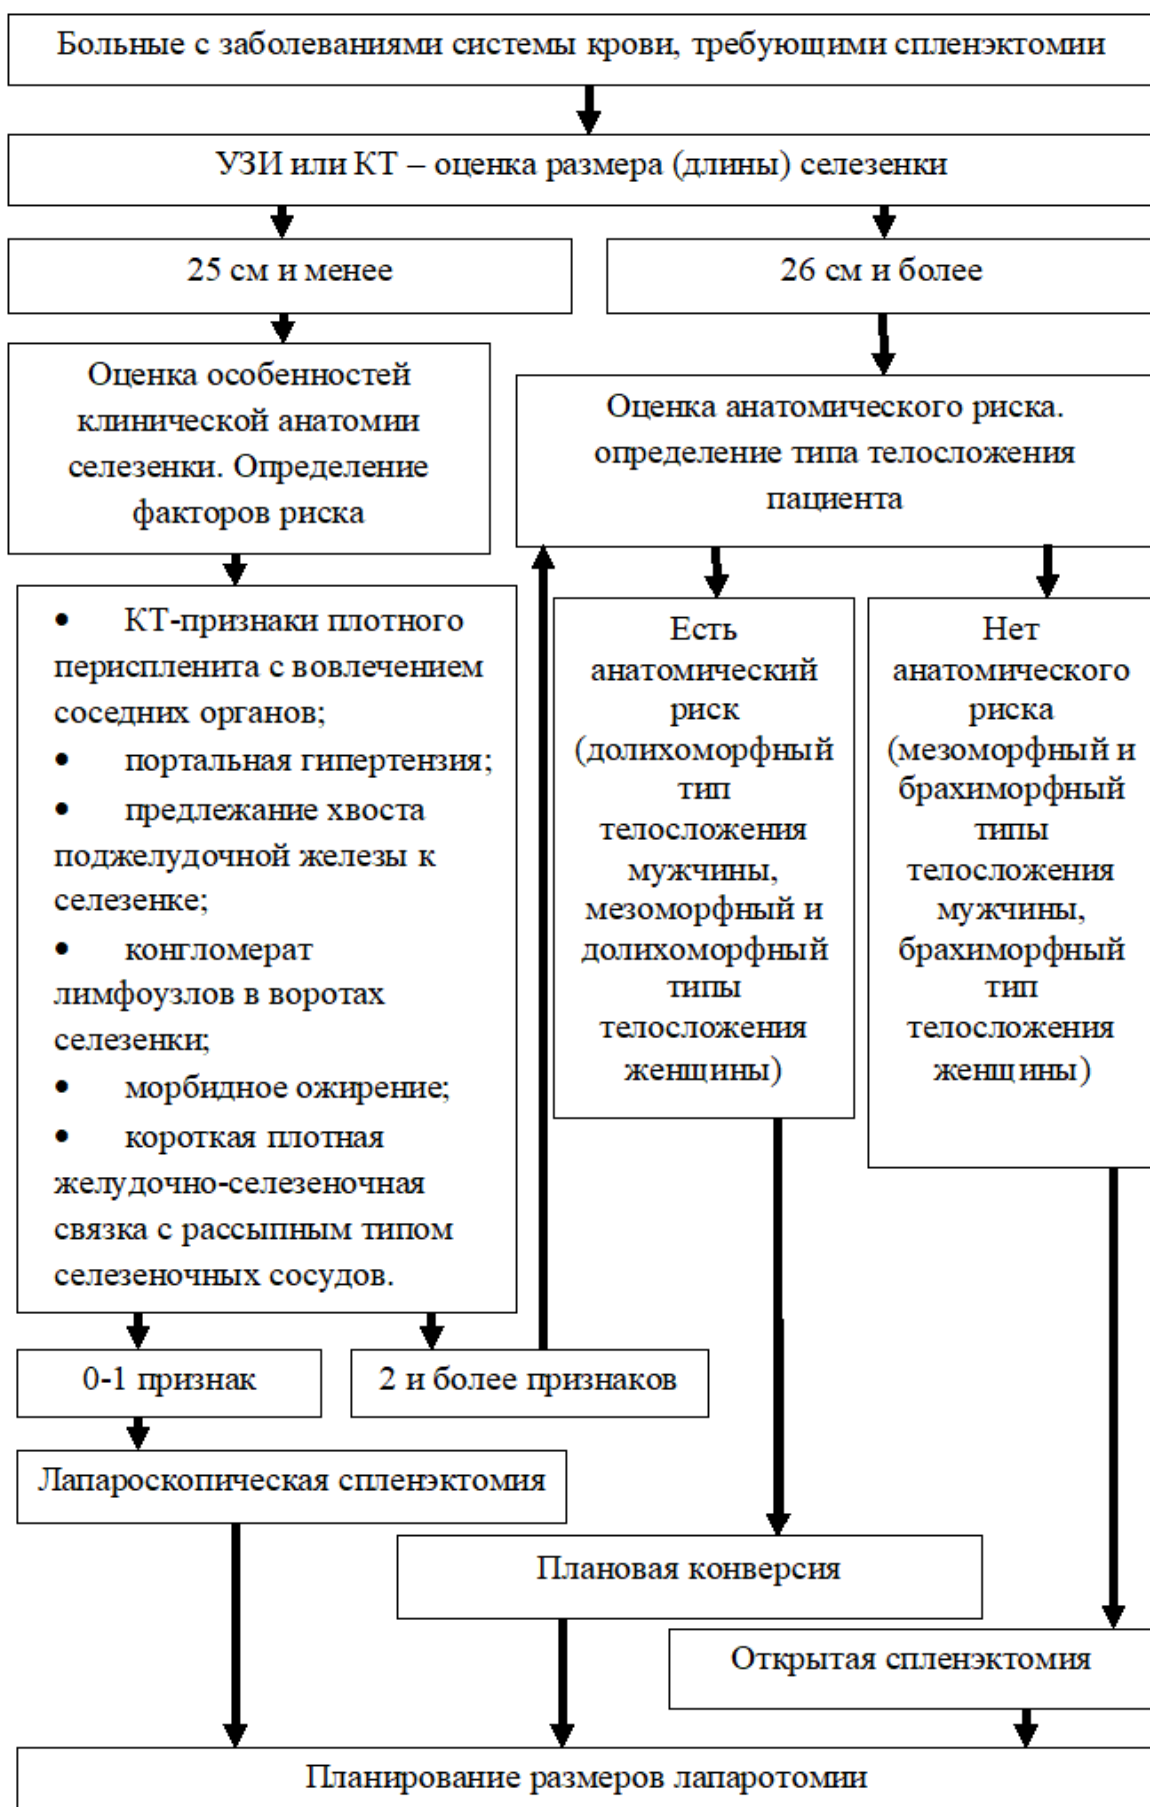 Больные с заболеваниями системы крови, требующими спленэктомии
УЗИ или КТ – оценка размера (длины) селезенки
25 см и менее
26 см и более
Оценка особенностей
клинической анатомии
селезенки. Определение
факторов риска
Оценка анатомического риска.
определение типа телосложения
пациента
• КТ-признаки плотного
периспленита с вовлечением
соседних органов;
• портальная гипертензия;
• предлежание хвоста
поджелудочной железы к
селезенке;
• конгломерат
лимфоузлов в воротах
селезенки;
• морбидное ожирение;
• короткая плотная
желудочно-селезеночная
связка с рассыпным типом
селезеночных сосудов.
Есть
анатомический
риск
(долихоморфный
тип
телосложения
мужчины,
мезоморфный и
долихоморфный
типы
телосложения
женщины)
Нет
анатомического
риска
(мезоморфный и
брахиморфный
типы
телосложения
мужчины,
брахиморфный
тип
телосложения
женщины)
0-1 признак
2 и более признаков
Лапароскопическая спленэктомия
Плановая конверсия
Открытая спленэктомия
Планирование размеров лапаротомии